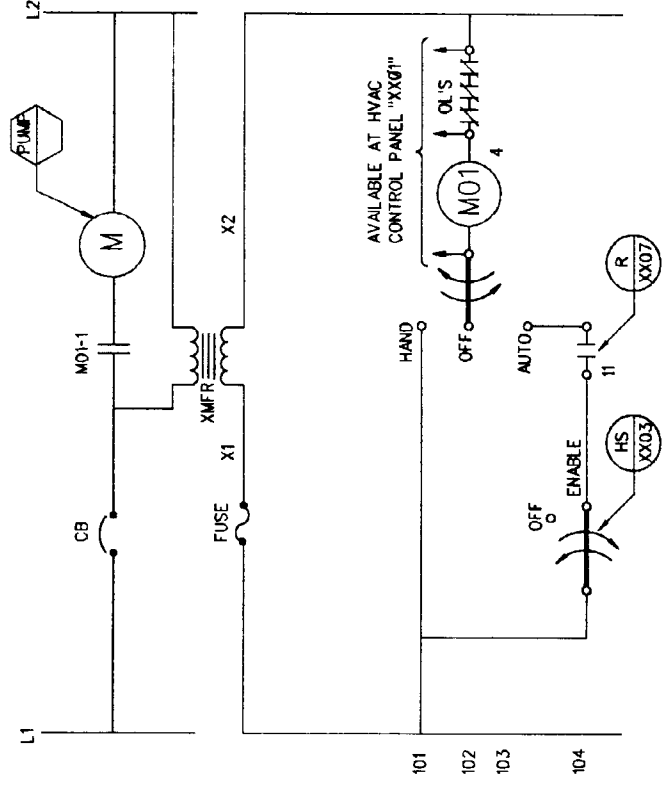 L1
L2
PUMP
CB
M01-1
M
XMFR
FUSE
X1
X2
AVAILABLE AT HVAC
CONTROL PANEL "XX01"
101
HAND
102
OFF
M01
4
OL'S
103
AUTO
104
OFF
ENABLE
11
R
XX07
HS
XX03